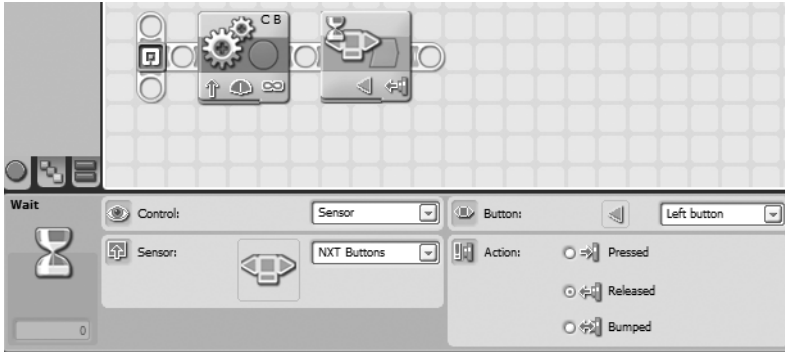 C B
Wait
Control:
Sensor
Button:
Left button
Sensor:
NXT Buttons
Action:
Pressed
Released
Bumped
0